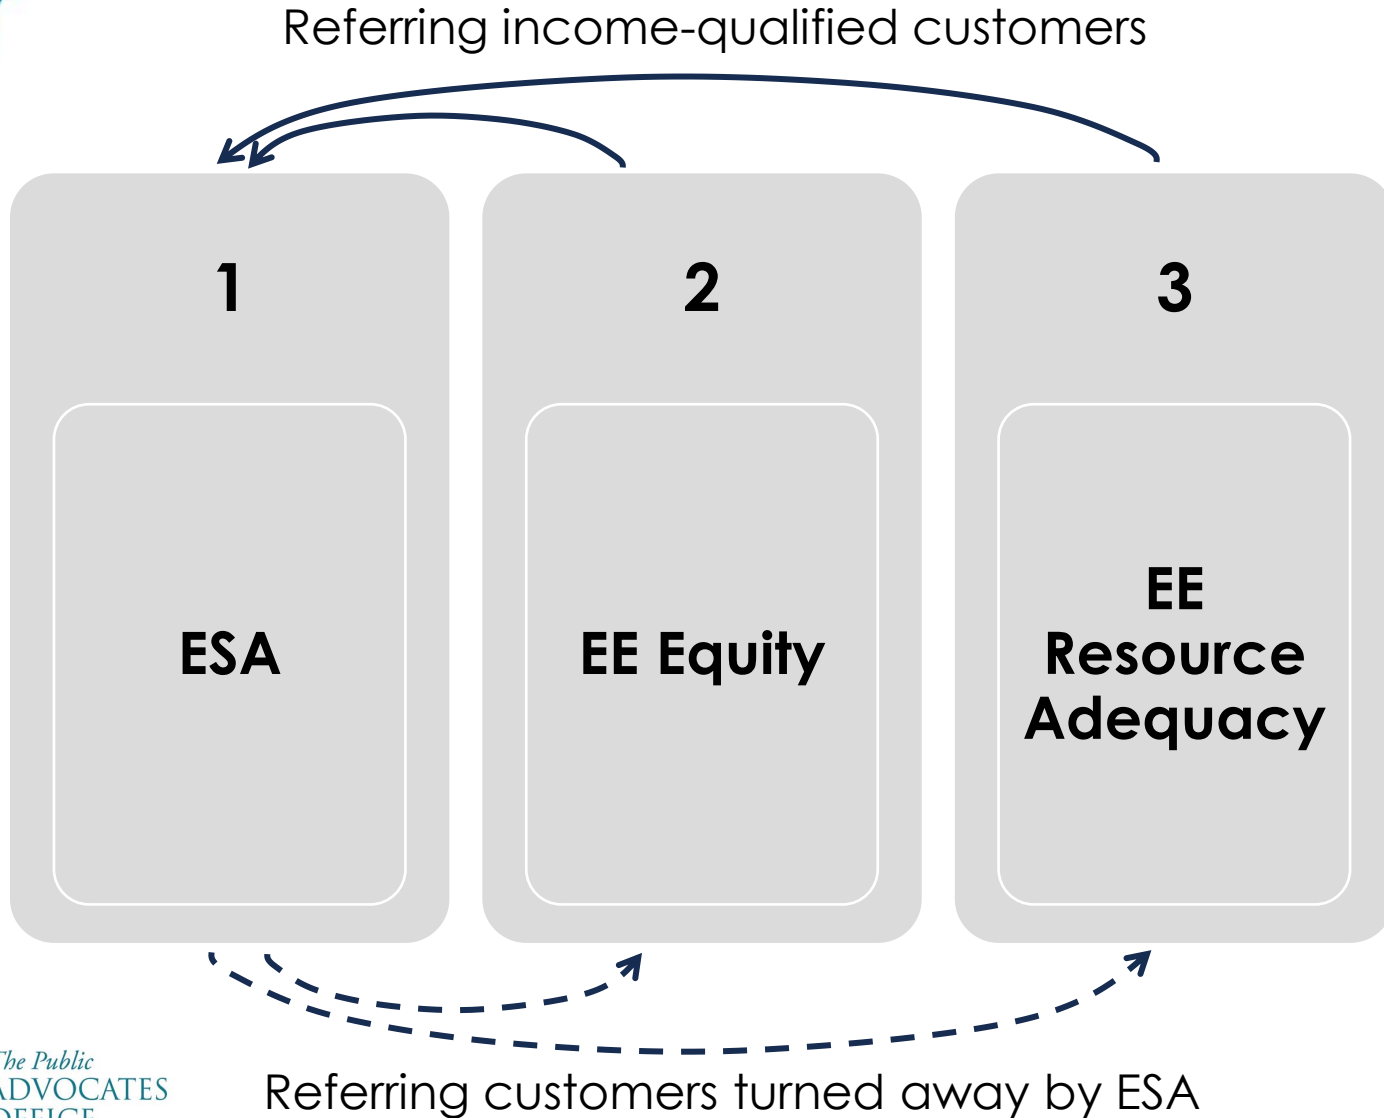 Referring income-qualified customers
1
2
3
ESA
EE Equity
EE
Resource
Adequacy
The Public
ADVOCATES
OFFICE
Referring customers turned away by ESA